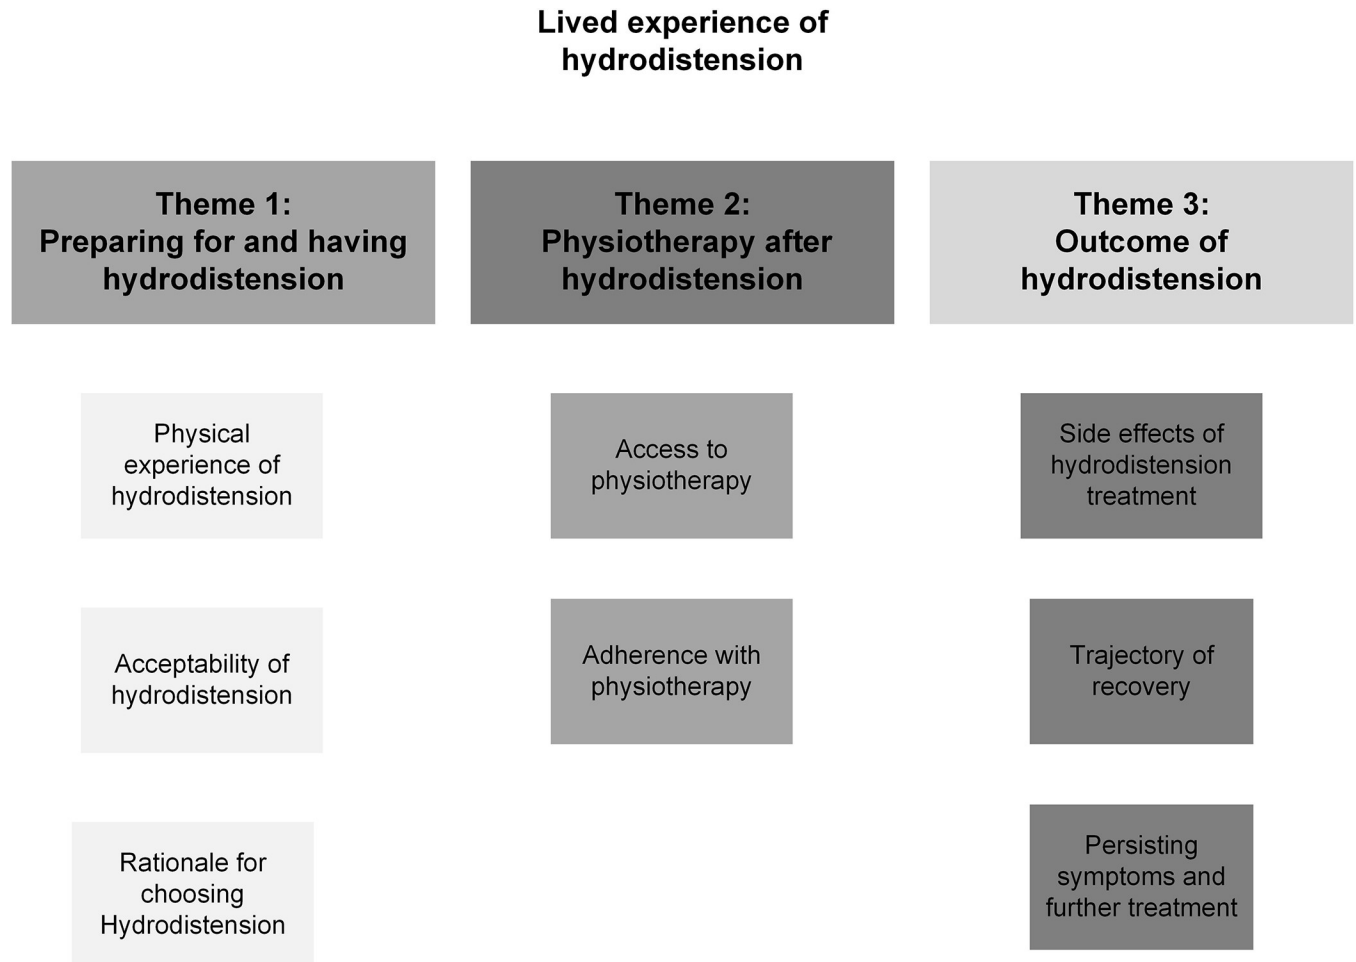 Lived experience of
hydrodistension
Theme 1:
Preparing for and having
hydrodistension
Theme 2:
Physiotherapy after
hydrodistension
Theme 3:
Outcome of
hydrodistension
Physical
experience of
hydrodistension
Access to
physiotherapy
Side effects of
hydrodistension
treatment
Acceptability of
hydrodistension
Adherence with
physiotherapy
Trajectory of
recovery
Rationale for
choosing
Hydrodistension
Persisting
symptoms and
further treatment